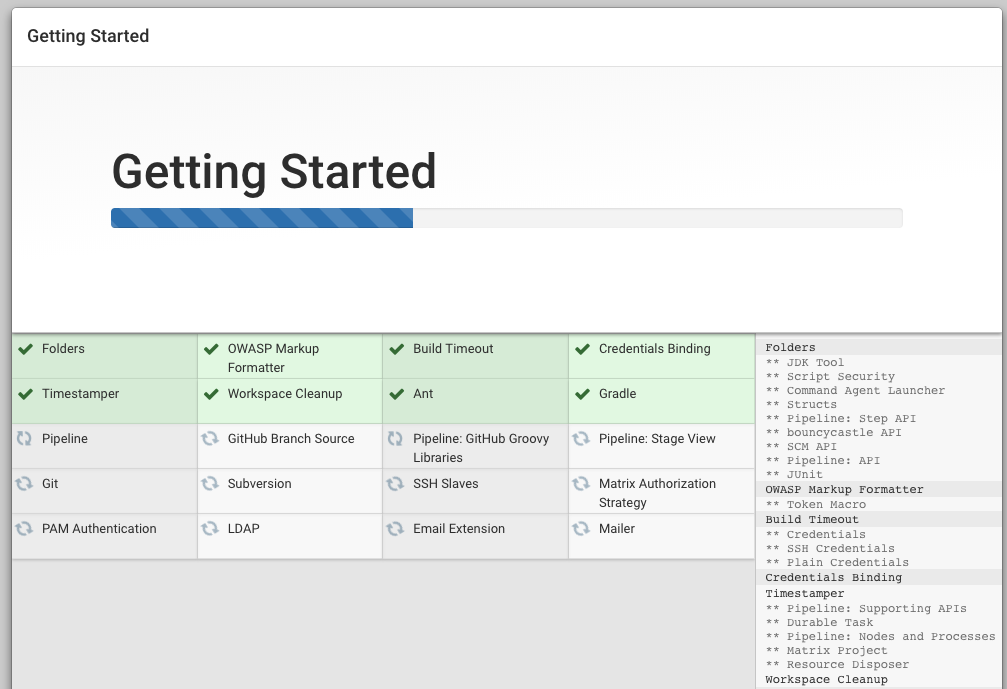 Getting Started
Getting Started
Folders
OWASP Markup
Formatter
Build Timeout
Credentials Binding
Timestamper
Workspace Cleanup
Ant
Gradle
Pipeline
GitHub Branch Source
Pipeline: GitHub Groovy
Libraries
Pipeline: Stage View
Git
Subversion
SSH Slaves
Matrix Authorization
Strategy
PAM Authentication
LDAP
Email Extension
Mailer
Folders
** JDK Tool
** Script Security
** Command Agent Launcher
** Structs
** Pipeline: Step API
** bouncycastle API
** SCM API
** Pipeline: API
** JUnit
OWASP Markup Formatter
** Token Macro
Build Timeout
** Credentials
** SSH Credentials
** Plain Credentials
Credentials Binding
Timestamper
** Pipeline: Supporting APIs
** Durable Task
** Pipeline: Nodes and Processes
** Matrix Project
** Resource Disposer
Workspace Cleanup